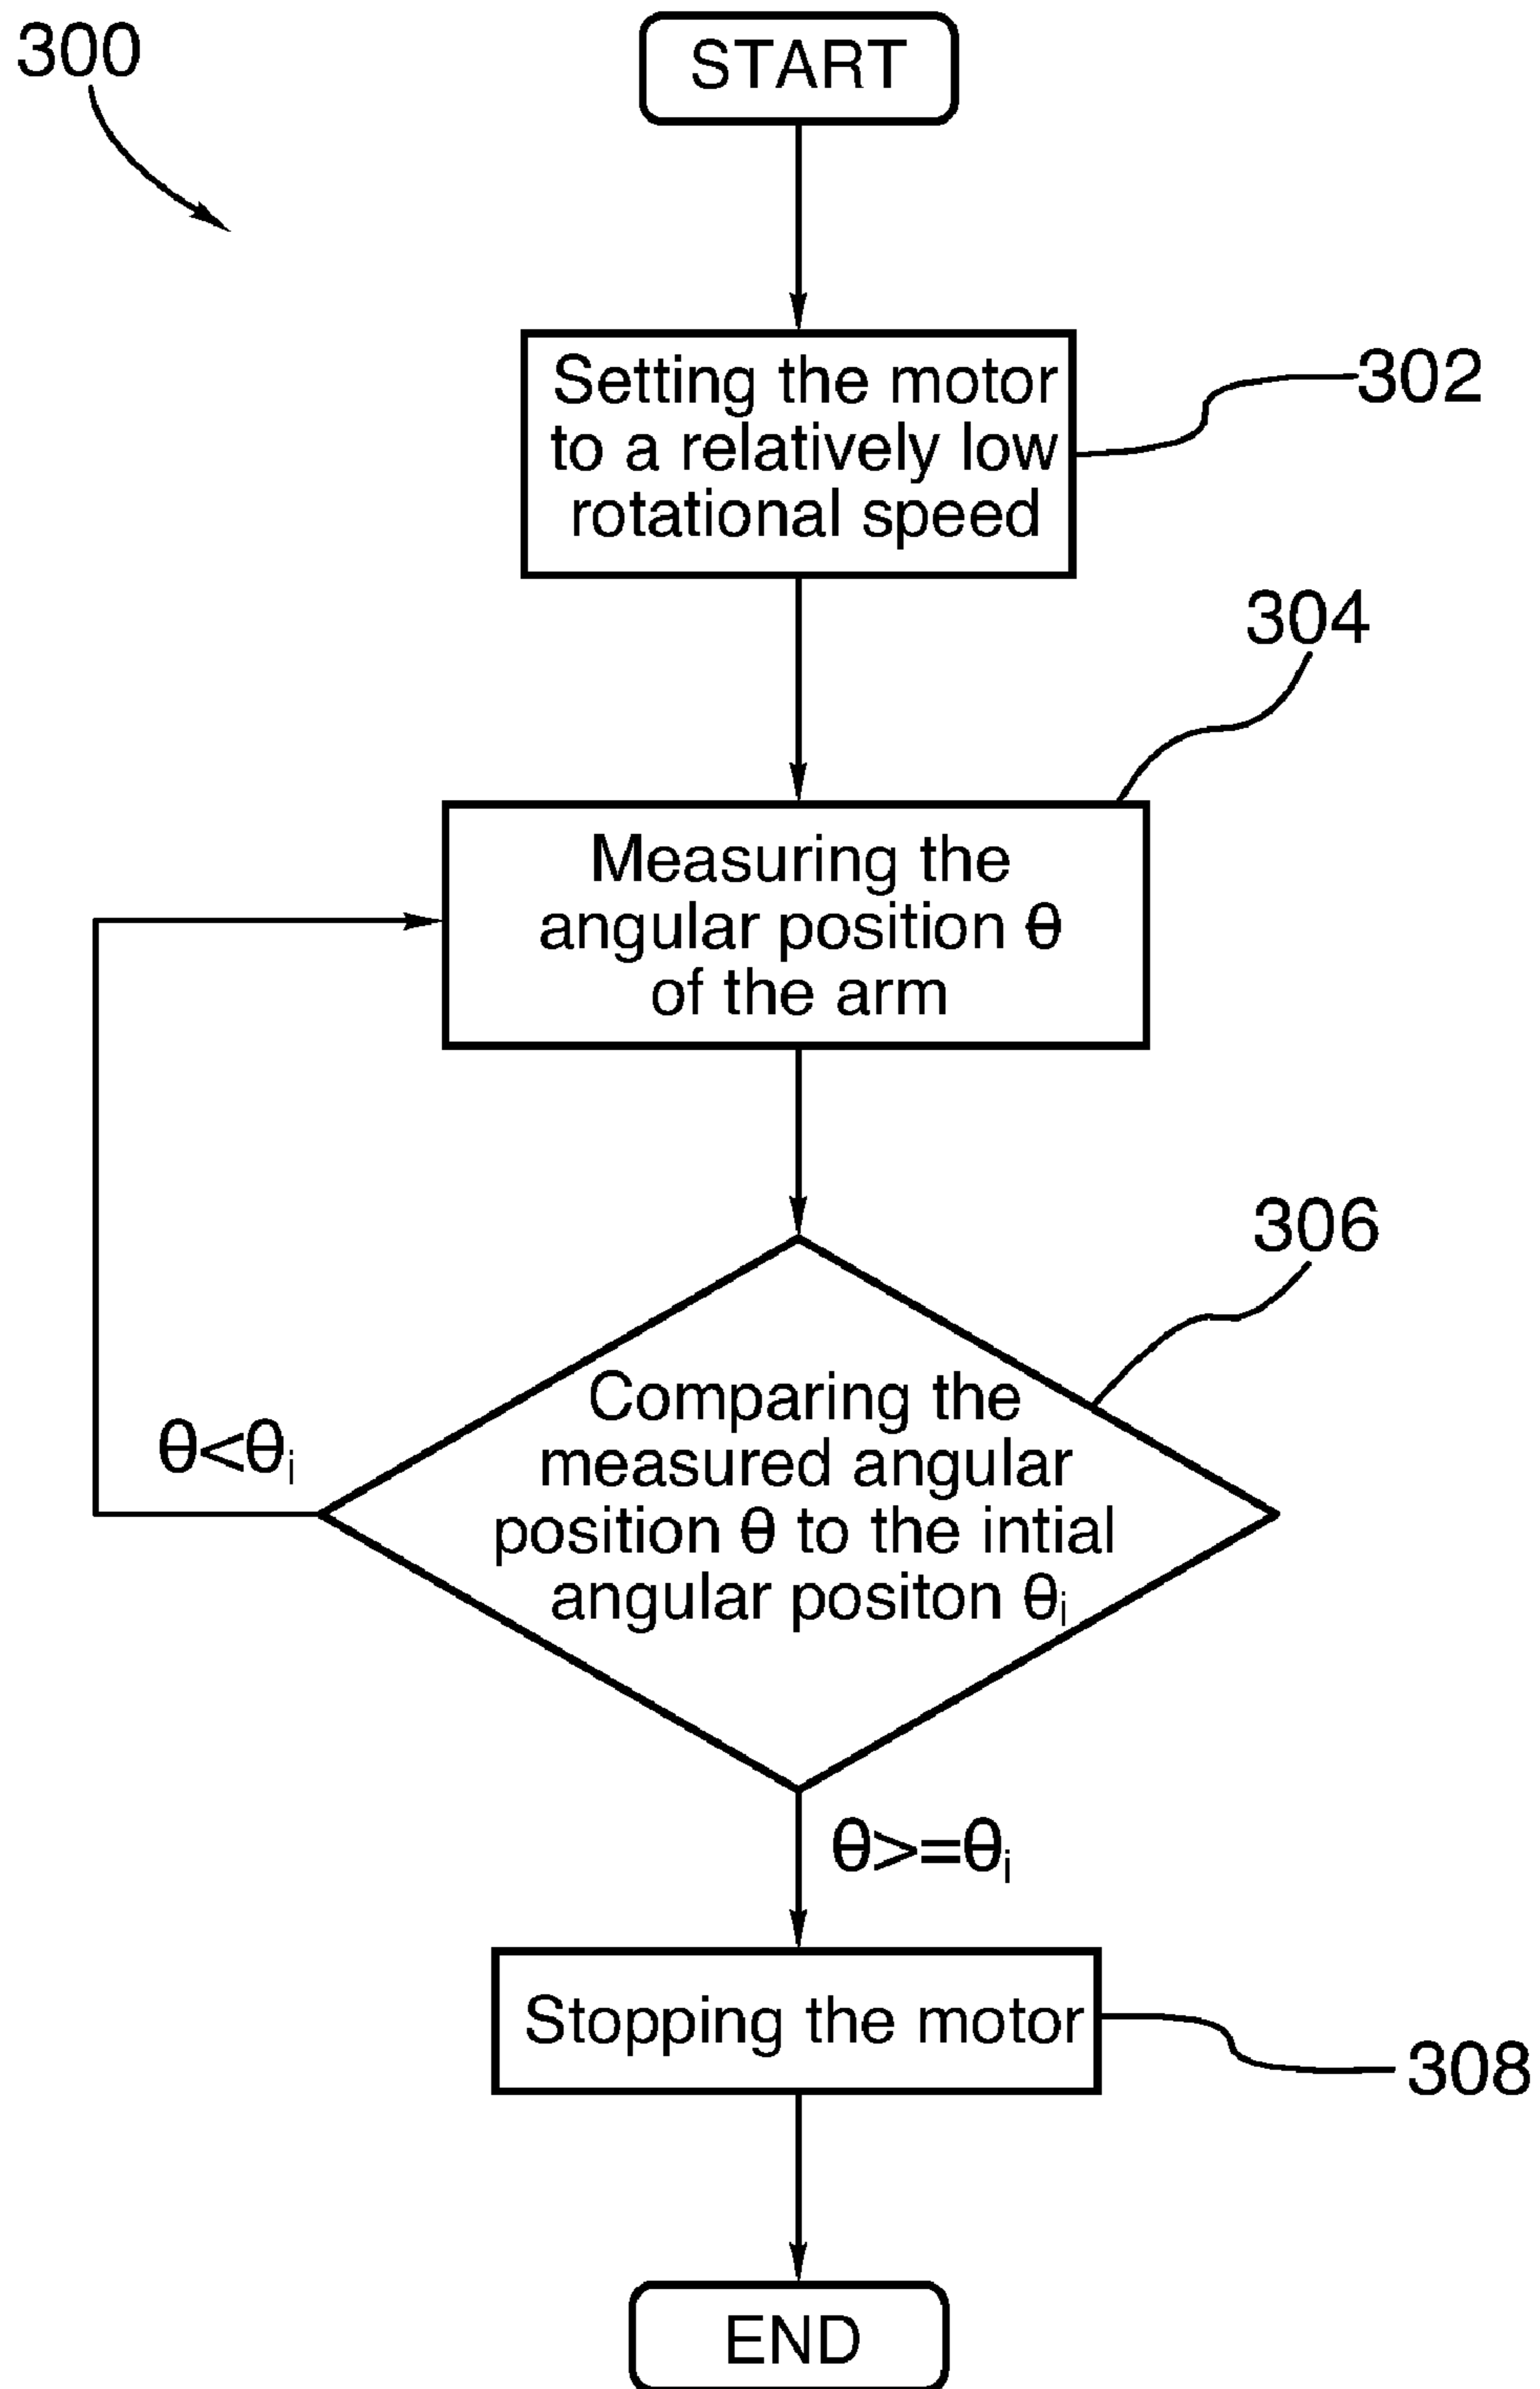 300
START
Setting the motor
to a relatively low
rotational speed
302
304
Measuring the
angular position θ
of the arm
306
Comparing the
measured angular
position θ to the intial
angular positon θi
θ<θi
θ>=θi
Stopping the motor
308
END